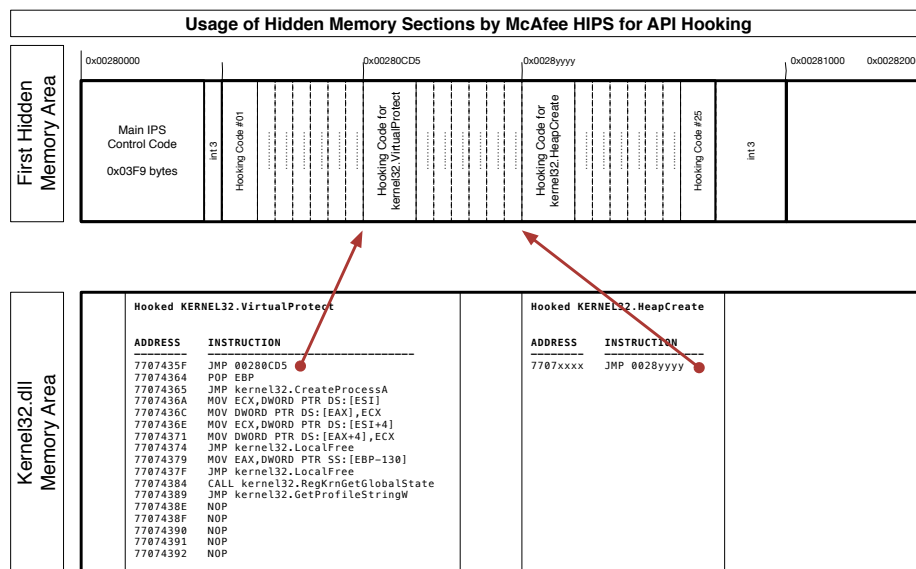 Usage of Hidden Memory Sections by McAfee HIPS for API Hooking
First Hidden
Memory Area
0x00280000
0x00280CD5
0x0028yyyy
0x00281000
0x00282000
Main IPS
Control Code
0x03F9 bytes
int 3
Hooking Code #01
Hooking Code for
kernel32.VirtualProtect
Hooking Code for
kernel32.HeapCreate
Hooking Code #25
int 3
Kernel32.dll
Memory Area
Hooked KERNEL32.VirtualProtect
ADDRESS INSTRUCTION
7707435F JMP 00280CD5
77074364 POP EBP
77074365 JMP kernel32.CreateProcessA
7707436A MOV ECX,DWORD PTR DS:[ESI]
7707436C MOV DWORD PTR DS:[EAX],ECX
7707436E MOV ECX,DWORD PTR DS:[ESI+4]
77074371 MOV DWORD PTR DS:[EAX+4],ECX
77074374 JMP kernel32.LocalFree
77074379 MOV EAX,DWORD PTR SS:[EBP-130]
7707437F JMP kernel32.LocalFree
77074384 CALL kernel32.RegKrnGetGlobalState
77074389 JMP kernel32.GetProfileStringW
7707438E NOP
7707438F NOP
77074390 NOP
77074391 NOP
77074392 NOP
Hooked KERNEL32.HeapCreate
ADDRESS INSTRUCTION
7707xxxx JMP 0028yyyy